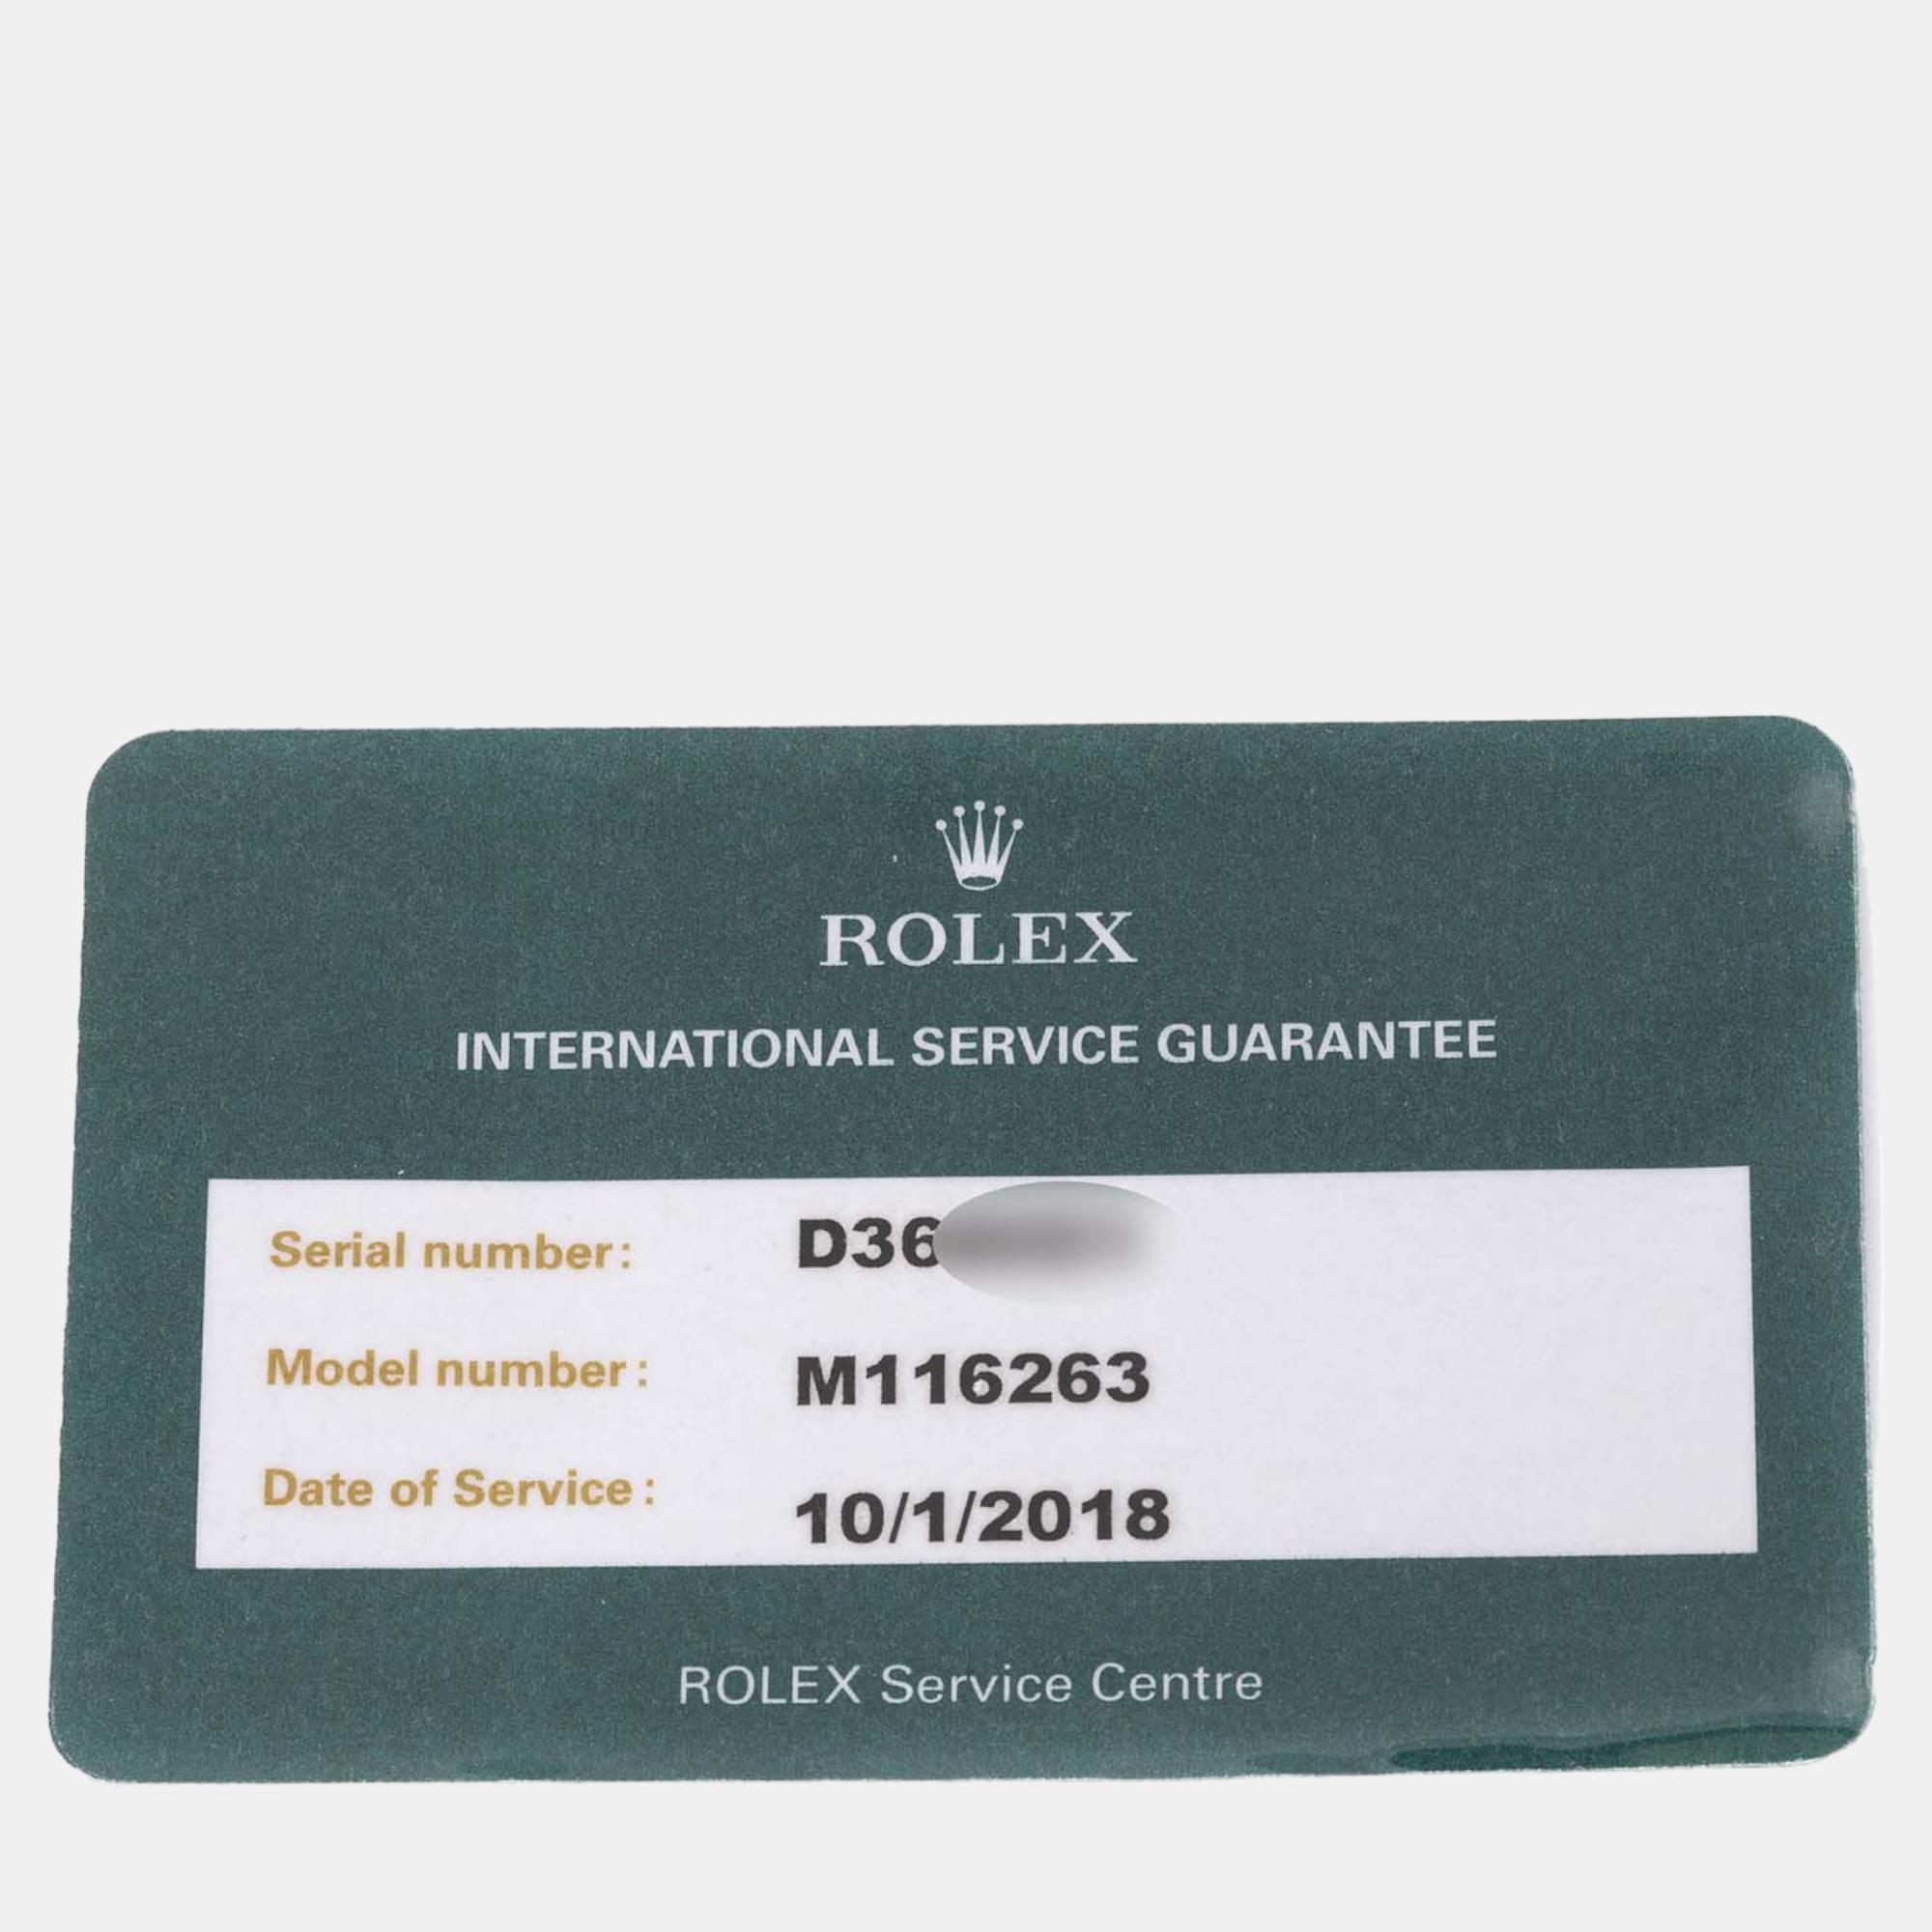 ROLEX
INTERNATIONAL SERVICE GUARANTEE
Serial number: D36
Model number: M116263
Date of Service: 10/1/2018
ROLEX Service Centre